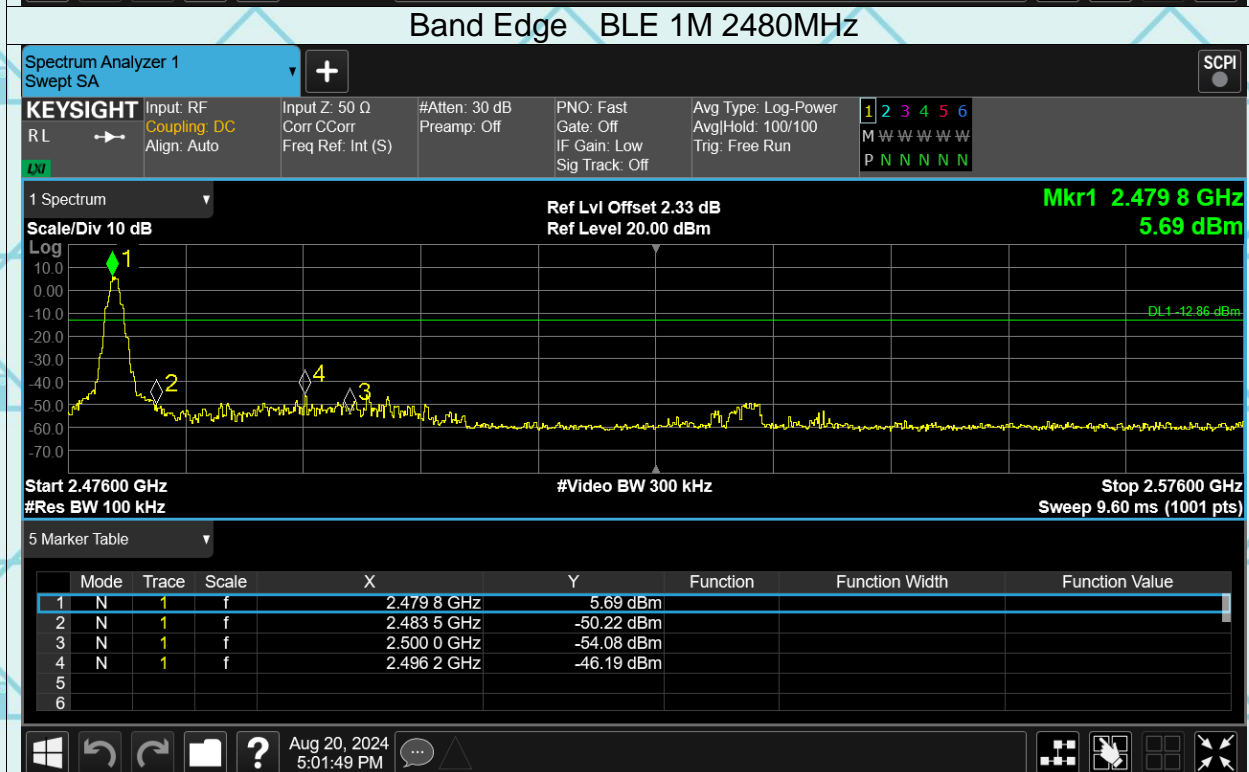 Band Edge BLE 1M 2480MHz
Spectrum Analyzer 1
Swept SA
+
SCPI
KEYSIGHT
RL
LXI
Input: RF
Coupling: DC
Align: Auto
Input Z: 50 Ω
Corr CCorr
Freq Ref: Int (S)
#Atten: 30 dB
Preamp: Off
PNO: Fast
Gate: Off
IF Gain: Low
Sig Track: Off
Avg Type: Log-Power
Avg|Hold: 100/100
Trig: Free Run
1 2 3 4 5 6
M W W W W W
P N N N N N
1 Spectrum
Scale/Div 10 dB
Ref Lvl Offset 2.33 dB
Ref Level 20.00 dBm
Mkr1 2.479 8 GHz
5.69 dBm
Log
10.0
0.00
-10.0
-20.0
-30.0
-40.0
-50.0
-60.0
-70.0
1
2
4
3
DL1 -12.86 dBm
Start 2.47600 GHz
#Res BW 100 kHz
#Video BW 300 kHz
Stop 2.57600 GHz
Sweep 9.60 ms (1001 pts)
5 Marker Table
Mode Trace Scale X Y Function Function Width Function Value
1 N 1 f 2.479 8 GHz 5.69 dBm
2 N 1 f 2.483 5 GHz -50.22 dBm
3 N 1 f 2.500 0 GHz -54.08 dBm
4 N 1 f 2.496 2 GHz -46.19 dBm
5
6
?
Aug 20, 2024
5:01:49 PM